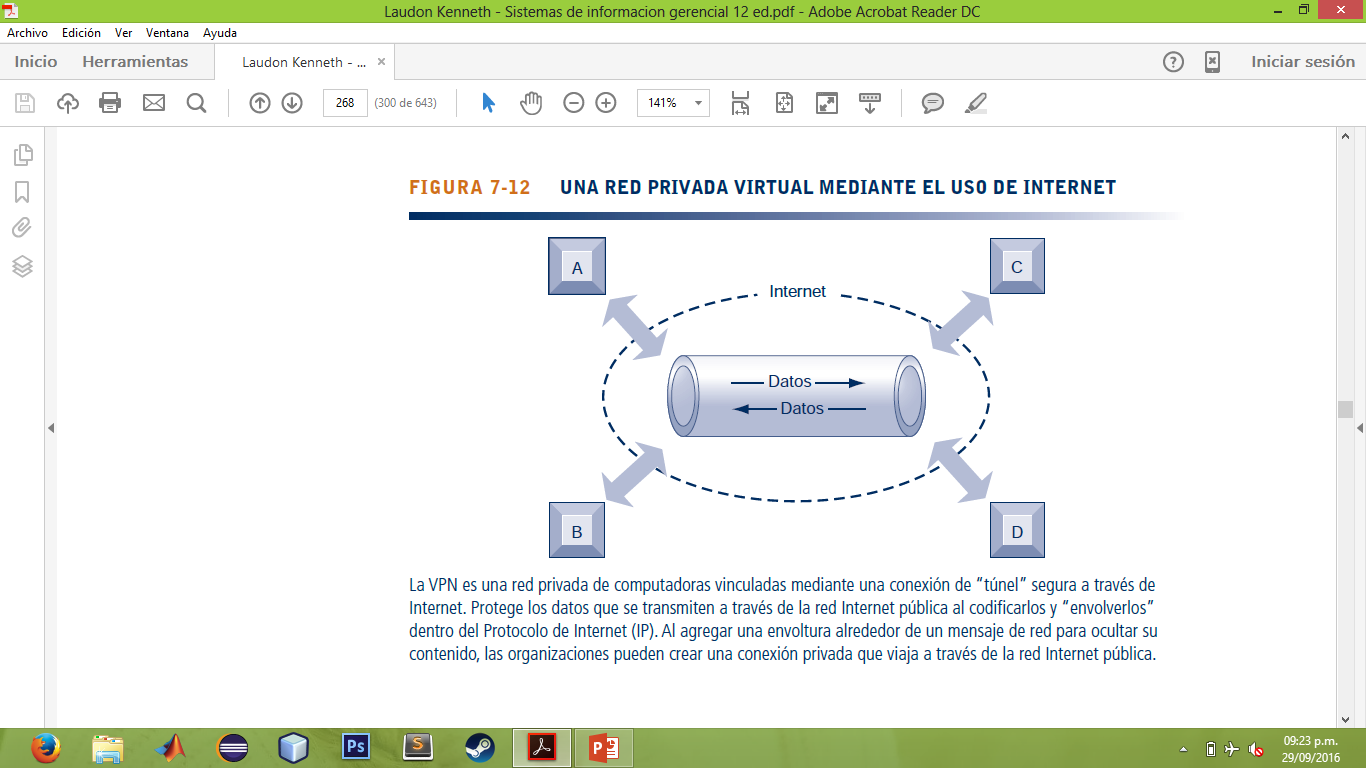 Laudon Kenneth - Sistemas de informacion gerencial 12 ed.pdf - Adobe Acrobat Reader DC
Archivo Edición Ver Ventana Ayuda
Inicio Herramientas Laudon Kenneth - ... × Iniciar sesión
268 (300 de 643) 141%
FIGURA 7-12 UNA RED PRIVADA VIRTUAL MEDIANTE EL USO DE INTERNET
A C
Internet
Datos
Datos
B D
La VPN es una red privada de computadoras vinculadas mediante una conexión de “túnel” segura a través de
Internet. Protege los datos que se transmiten a través de la red Internet pública al codificarlos y “envolverlos”
dentro del Protocolo de Internet (IP). Al agregar una envoltura alrededor de un mensaje de red para ocultar su
contenido, las organizaciones pueden crear una conexión privada que viaja a través de la red Internet pública.
Ps S P
09:23 p.m.
29/09/2016